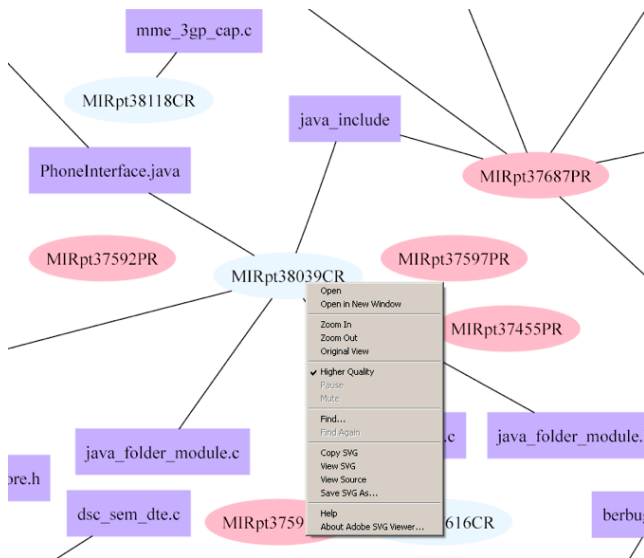 mme_3gp_cap.c
MIRpt38118CR
java_include
PhoneInterface.java
MIRpt37687PR
MIRpt37592PR
MIRpt38039CR
MIRpt37597PR
Open
Open in New Window
Zoom In
Zoom Out
Original View
MIRpt37455PR
Higher Quality
Pause
Mute
Find...
Find Again
.c
java_folder_module.c
java_folder_module.
Copy SVG
View SVG
View Source
Save SVG As...
ore.h
dsc_sem_dte.c
MIRpt3759
616CR
berbug
Help
About Adobe SVG Viewer...